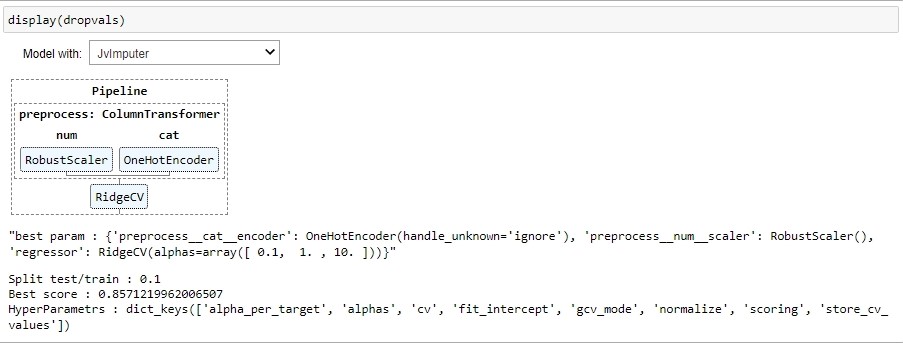 display(dropvals)
Model with: JvImputer
Pipeline
preprocess: ColumnTransformer
num cat
RobustScaler OneHotEncoder
RidgeCV
"best param : {'preprocess__cat__encoder': OneHotEncoder(handle_unknown='ignore'), 'preprocess__num__scaler': RobustScaler(),
'regressor': RidgeCV(alphas=array([ 0.1,  1. , 10. ]))}"
Split test/train : 0.1
Best score : 0.8571219962006507
HyperParametrs : dict_keys(['alpha_per_target', 'alphas', 'cv', 'fit_intercept', 'gcv_mode', 'normalize', 'scoring', 'store_cv_
values'])